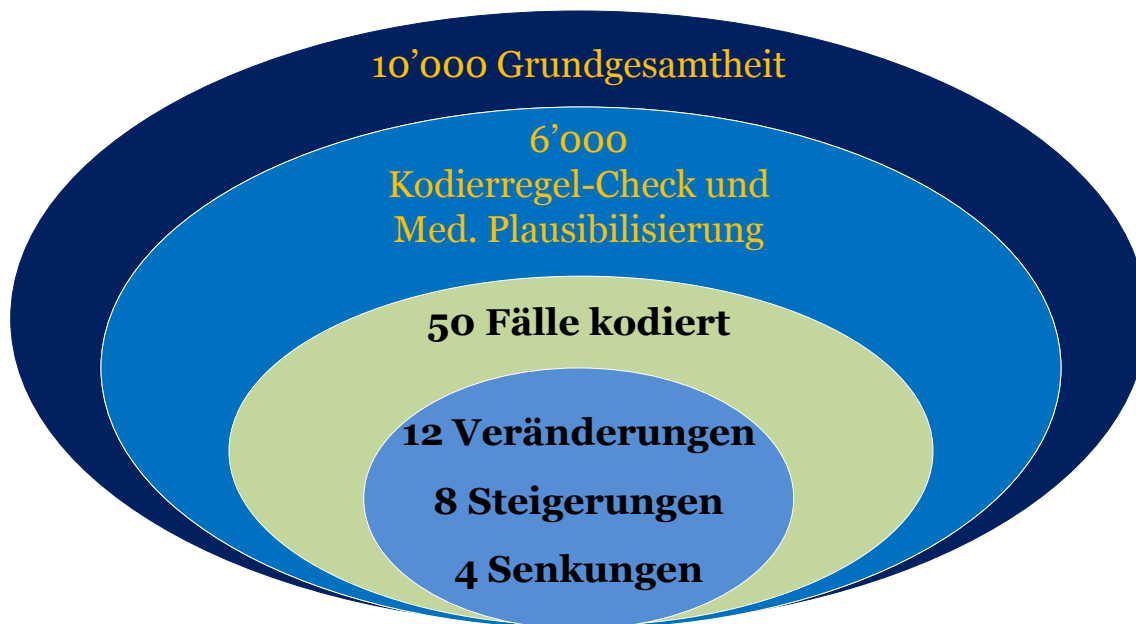 10’000 Grundgesamtheit
6’000
Kodierregel-Check und
Med. Plausibilisierung
50 Fälle kodiert
12 Veränderungen
8 Steigerungen
4 Senkungen